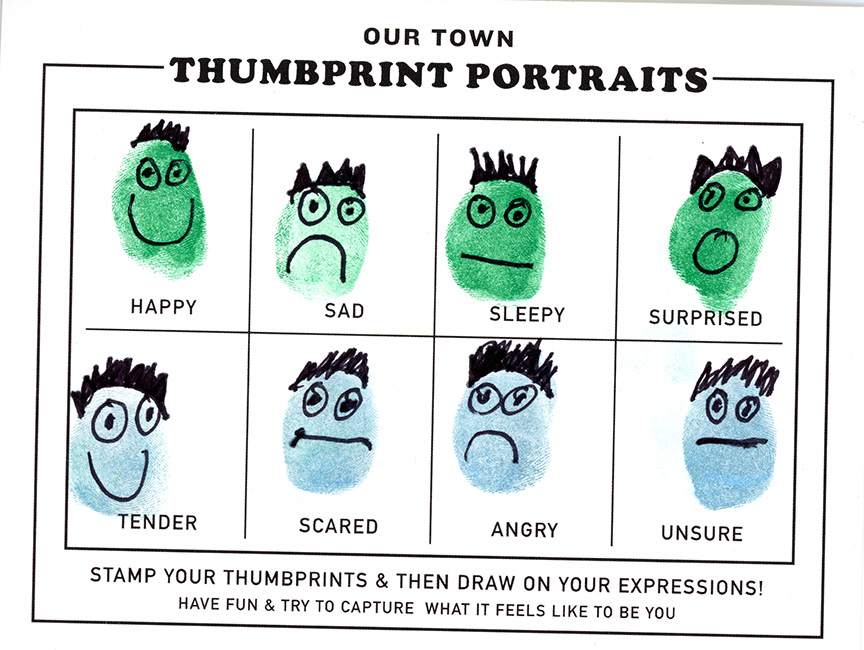 OUR TOWN
THUMBPRINT PORTRAITS
HAPPY
SAD
SLEEPY
SURPRISED
TENDER
SCARED
ANGRY
UNSURE
STAMP YOUR THUMBPRINTS & THEN DRAW ON YOUR EXPRESSIONS!
HAVE FUN & TRY TO CAPTURE WHAT IT FEELS LIKE TO BE YOU